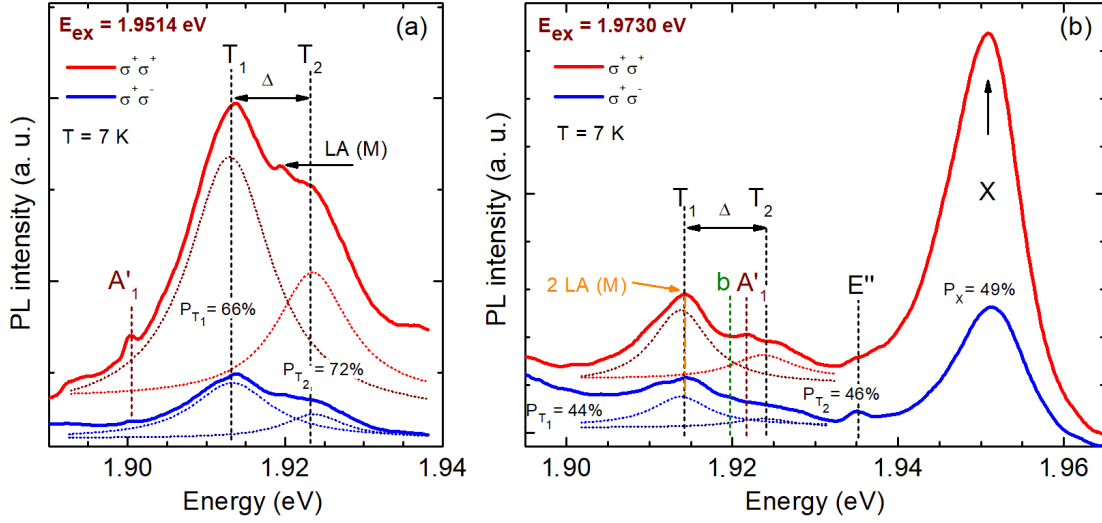 E_ex = 1.9514 eV
(a)
σ⁺ σ⁺
σ⁺ σ⁻
T = 7 K
T₁
T₂
Δ
LA (M)
A'₁
P_T₁ = 66%
P_T₂ = 72%
PL intensity (a. u.)
1.90
1.92
1.94
Energy (eV)
E_ex = 1.9730 eV
(b)
σ⁺ σ⁺
σ⁺ σ⁻
T = 7 K
T₁
T₂
Δ
X
2 LA (M)
b
A'₁
E''
P_X = 49%
P_T₁ = 44%
P_T₂ = 46%
PL intensity (a. u.)
1.90
1.92
1.94
1.96
Energy (eV)